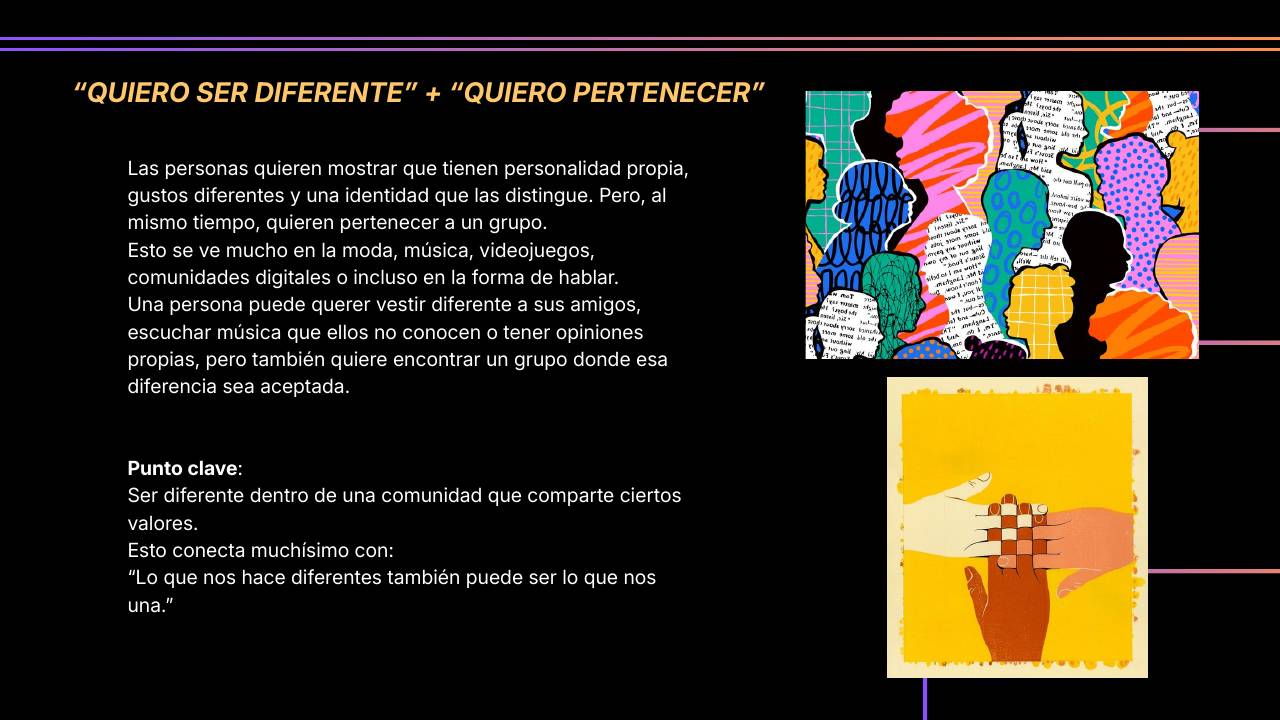 “QUIERO SER DIFERENTE” + “QUIERO PERTENECER”
Las personas quieren mostrar que tienen personalidad propia,
gustos diferentes y una identidad que las distingue. Pero, al
mismo tiempo, quieren pertenecer a un grupo.
Esto se ve mucho en la moda, música, videojuegos,
comunidades digitales o incluso en la forma de hablar.
Una persona puede querer vestir diferente a sus amigos,
escuchar música que ellos no conocen o tener opiniones
propias, pero también quiere encontrar un grupo donde esa
diferencia sea aceptada.
Punto clave:
Ser diferente dentro de una comunidad que comparte ciertos
valores.
Esto conecta muchísimo con:
“Lo que nos hace diferentes también puede ser lo que nos
una.”